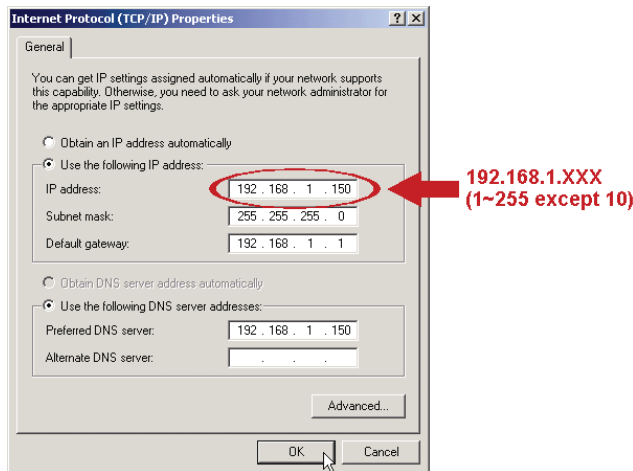 Internet Protocol (TCP/IP) Properties
General
You can get IP settings assigned automatically if your network supports
this capability. Otherwise, you need to ask your network administrator for
the appropriate IP settings.
Obtain an IP address automatically
Use the following IP address:
IP address: 192 . 168 . 1 . 150
Subnet mask: 255 . 255 . 255 . 0
Default gateway: 192 . 168 . 1 . 1
192.168.1.XXX
(1~255 except 10)
Obtain DNS server address automatically
Use the following DNS server addresses:
Preferred DNS server: 192 . 168 . 1 . 150
Alternate DNS server: . . .
Advanced...
OK Cancel